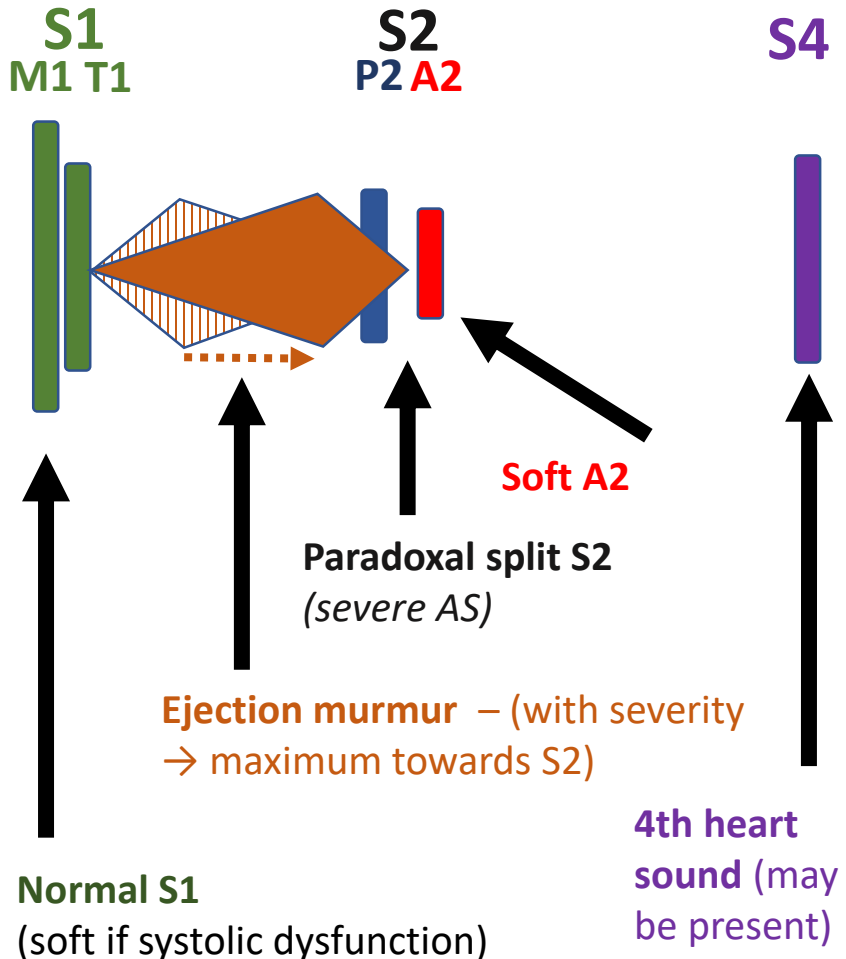 S1 S2 S4
M1 T1 P2 A2
Soft A2
Paradoxal split S2
(severe AS)
Ejection murmur – (with severity
→ maximum towards S2)
4th heart
sound (may
be present)
Normal S1
(soft if systolic dysfunction)